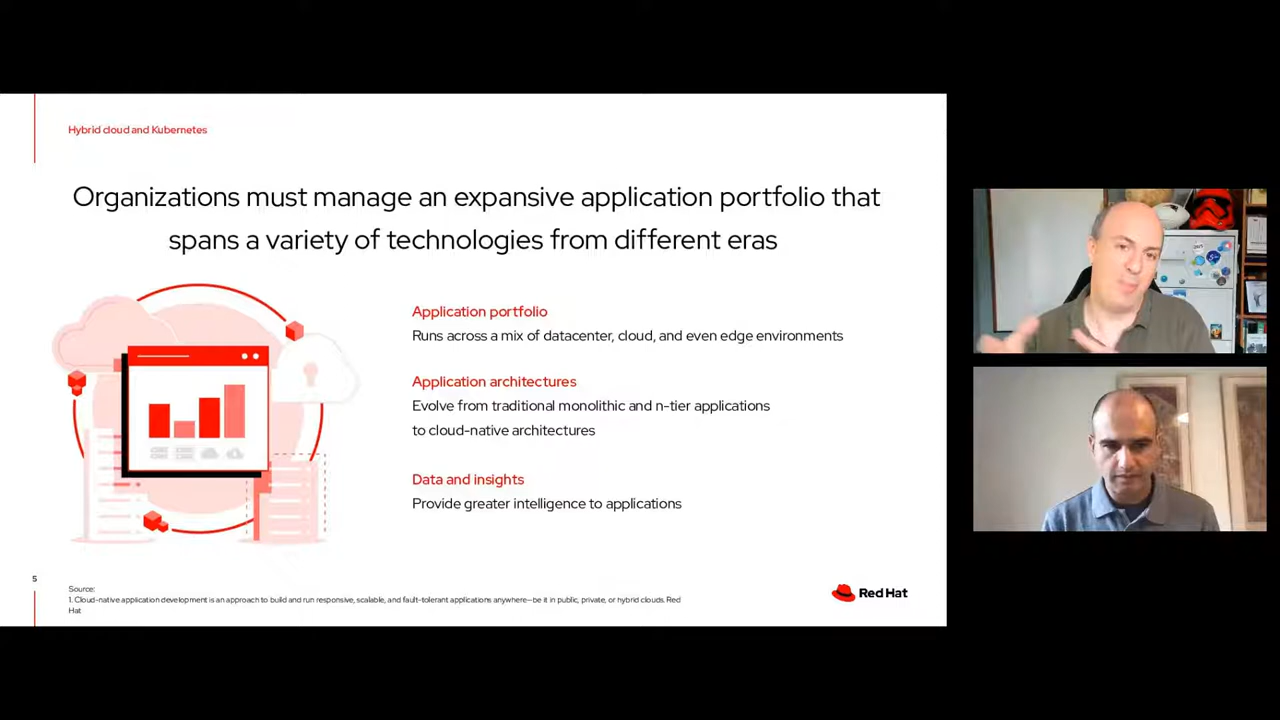 Hybrid cloud and Kubernetes
Organizations must manage an expansive application portfolio that
spans a variety of technologies from different eras
Application portfolio
Runs across a mix of datacenter, cloud, and even edge environments
Application architectures
Evolve from traditional monolithic and n-tier applications
to cloud-native architectures
Data and insights
Provide greater intelligence to applications
5
Source:
1. Cloud-native application development is an approach to build and run responsive, scalable, and fault-tolerant applications anywhere—be it in public, private, or hybrid clouds. Red
Hat
Red Hat